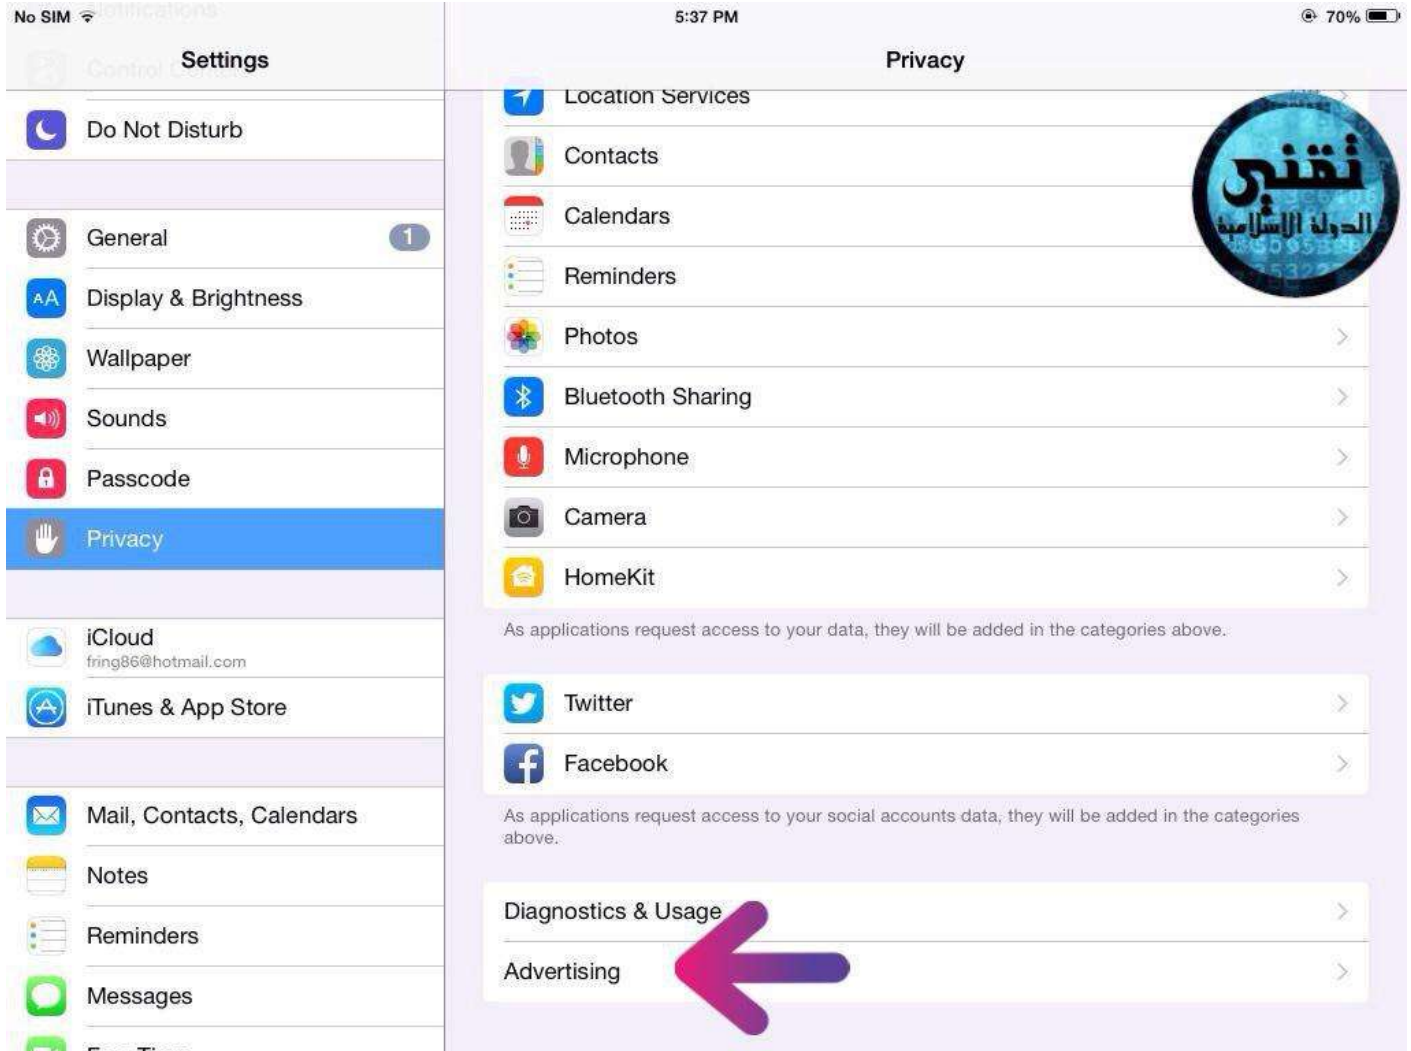 No SIM
5:37 PM
70%
Notifications
Settings
Control Center
Do Not Disturb
General
1
Display & Brightness
Wallpaper
Sounds
Passcode
Privacy
iCloud
fring86@hotmail.com
iTunes & App Store
Mail, Contacts, Calendars
Notes
Reminders
Messages
Privacy
Location Services
Contacts
Calendars
Reminders
Photos
Bluetooth Sharing
Microphone
Camera
HomeKit
As applications request access to your data, they will be added in the categories above.
Twitter
Facebook
As applications request access to your social accounts data, they will be added in the categories
above.
Diagnostics & Usage
Advertising
تقني
الدولة الإسلامية